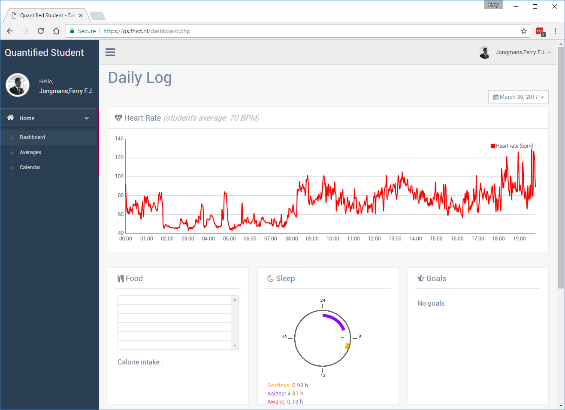 Quantified Student - Da
Secure https://qs.fhict.nl/dashboard.php
Quantified Student
Hello,
Jongmans,Ferry F.J.
Home
Dashboard
Averages
Calendar
Jongmans,Ferry F.J.
Daily Log
March 30, 2017
Heart Rate (students average: 70 BPM)
Heart rate (bpm)
140
120
100
80
60
40
00.00 01.00 02.00 03.00 04.00 05.00 06.00 07.00 08.00 09.00 10.00 11.00 12.00 13.00 14.00 15.00 16.00 17.00 18.00 19.00
Food
Calorie intake :
Sleep
24
18
6
12
Restless: 0.93 h
Asleep: 4.81 h
Awake: 0.13 h
Goals
No goals